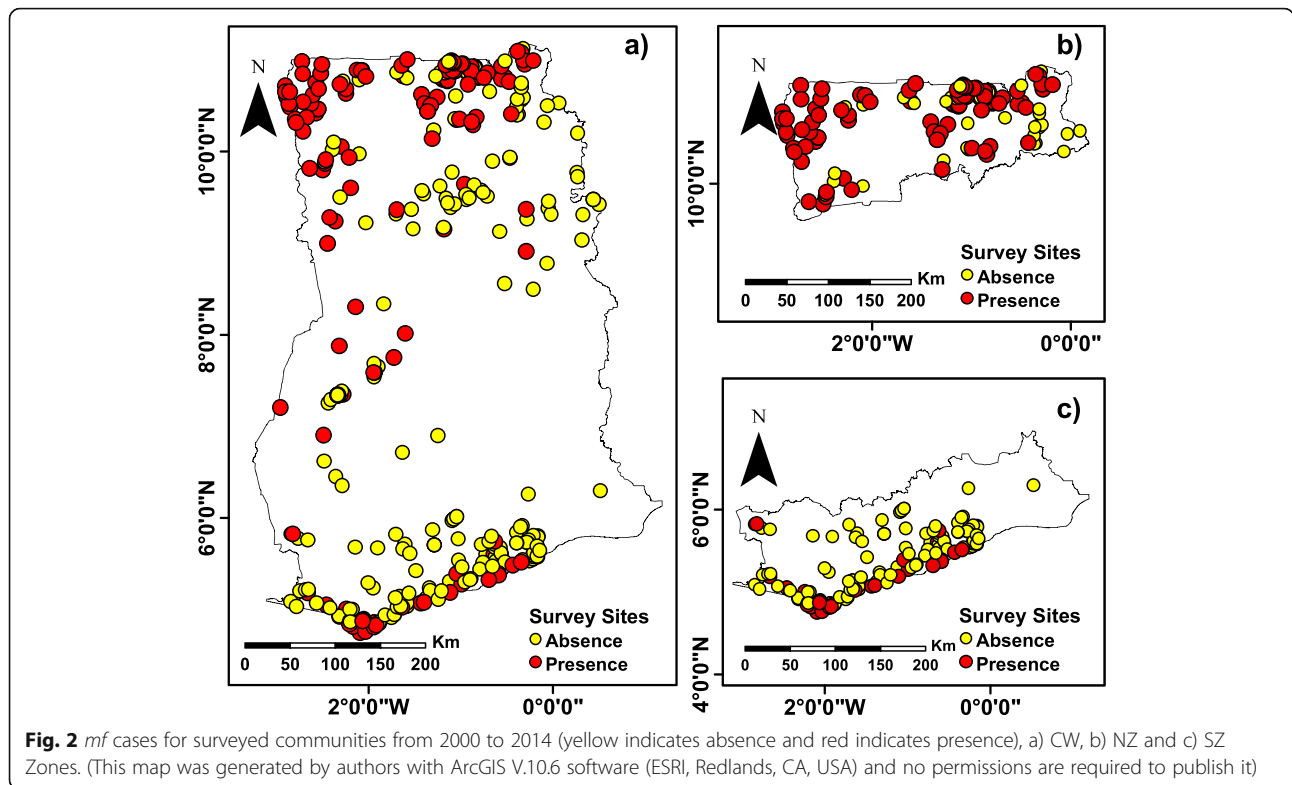 a)
N
10°0'0"N
8°0'0"N
6°0'0"N
Survey Sites
Absence
Presence
Km
0 50 100 150 200
2°0'0"W 0°0'0"
b)
N
10°0'0"N
Survey Sites
Absence
Presence
Km
0 50 100 150 200
2°0'0"W 0°0'0"
c)
N
6°0'0"N
4°0'0"N
Survey Sites
Absence
Presence
Km
0 50 100 150 200
2°0'0"W 0°0'0"
Fig. 2 mf cases for surveyed communities from 2000 to 2014 (yellow indicates absence and red indicates presence), a) CW, b) NZ and c) SZ
Zones. (This map was generated by authors with ArcGIS V.10.6 software (ESRI, Redlands, CA, USA) and no permissions are required to publish it)